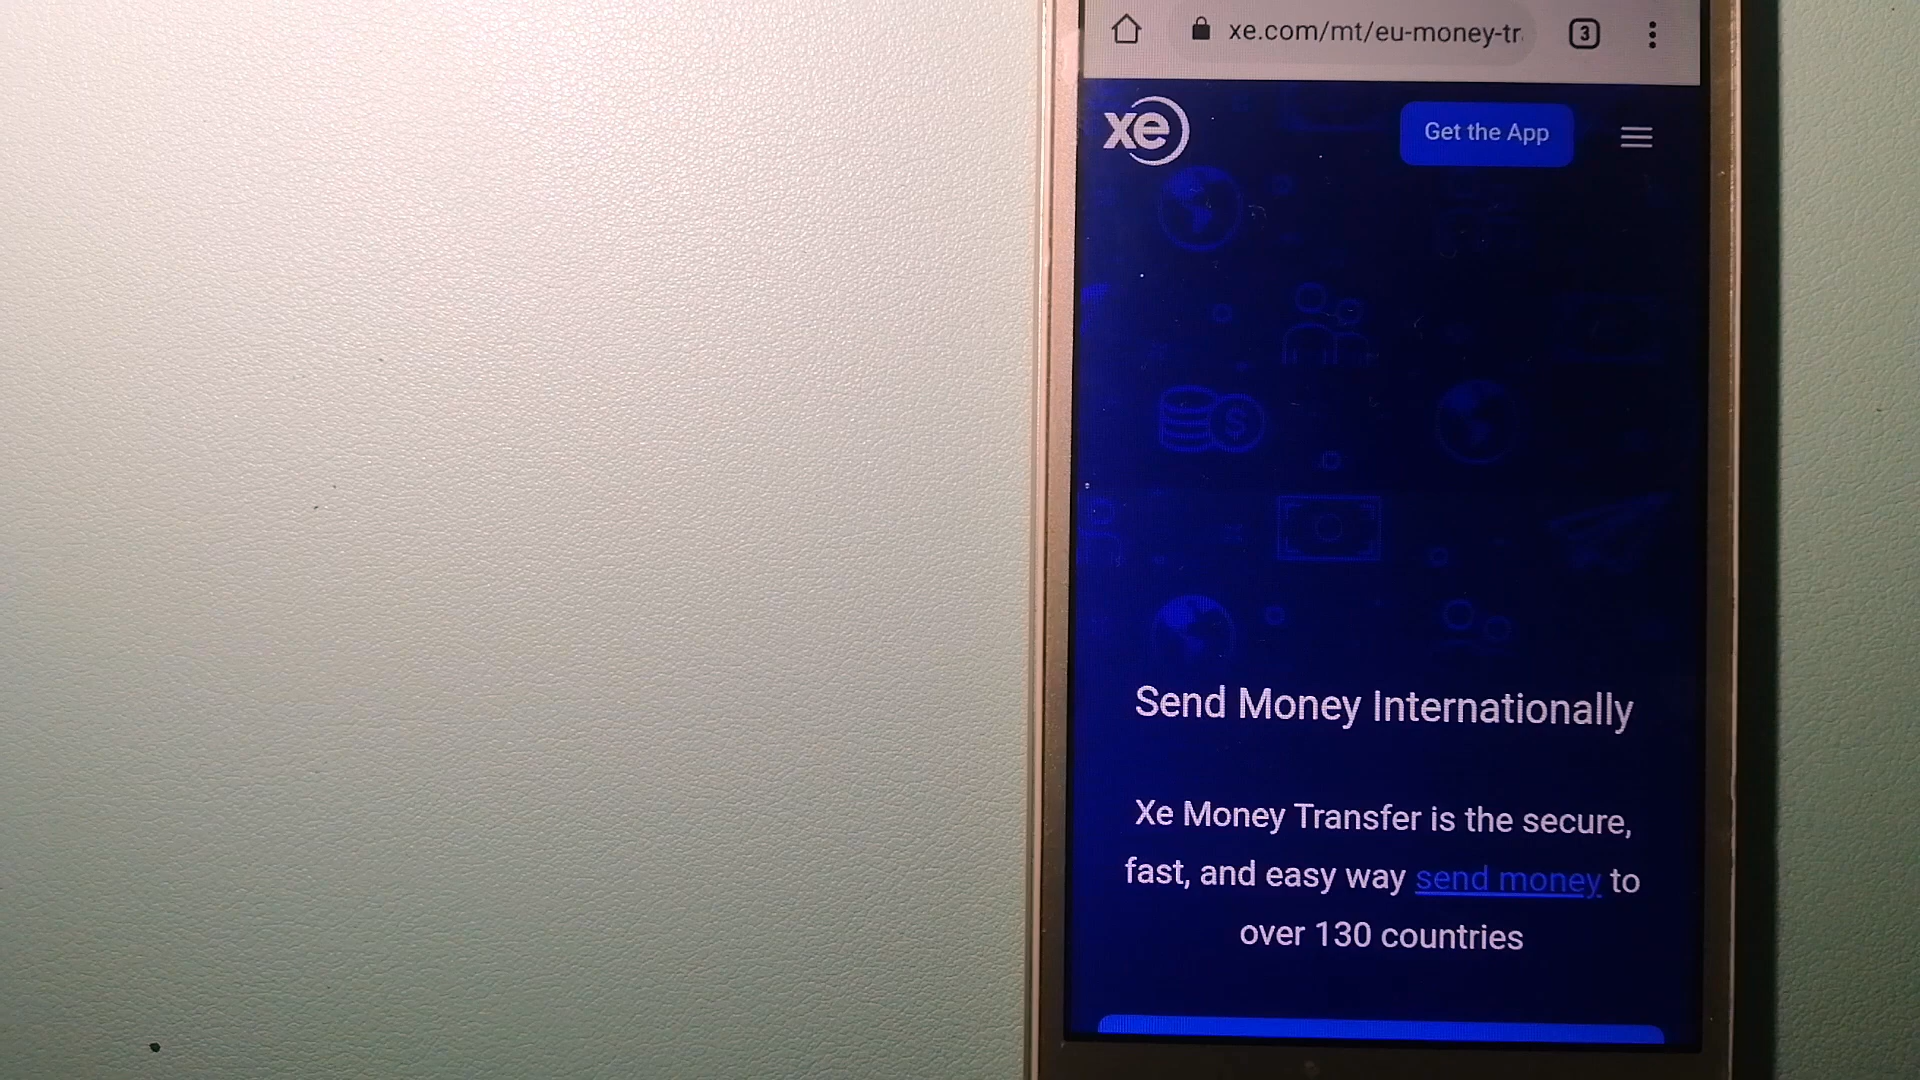 xe.com/mt/eu-money-tr
3
xe
Get the App
Send Money Internationally
Xe Money Transfer is the secure,
fast, and easy way send money to
over 130 countries